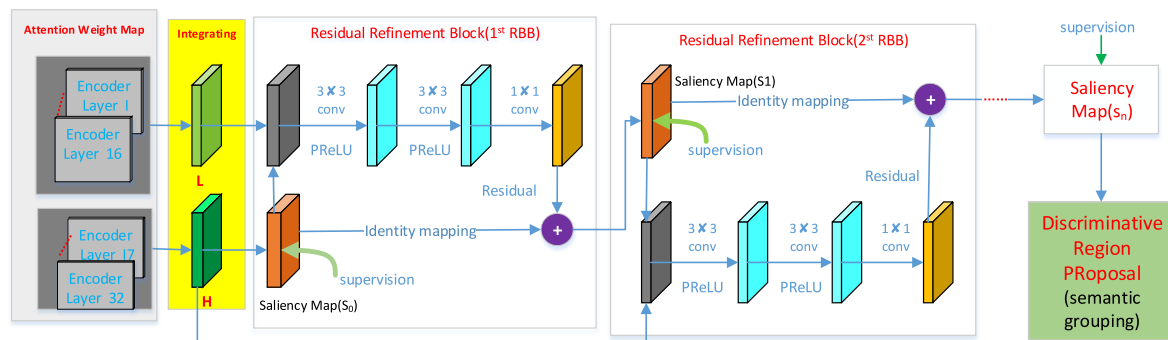 Attention Weight Map
Encoder
Layer I
Encoder
Layer 16
Encoder
Layer I7
Encoder
Layer 32
Integrating
L
H
Residual Refinement Block(1st RBB)
3 ✘ 3
conv
PReLU
3 ✘ 3
conv
PReLU
1 ✘ 1
conv
Residual
Identity mapping
supervision
Saliency Map(S0)
Residual Refinement Block(2st RBB)
Saliency Map(S1)
Identity mapping
supervision
Residual
3 ✘ 3
conv
PReLU
3 ✘ 3
conv
PReLU
1 ✘ 1
conv
supervision
Saliency
Map(sn)
Discriminative
Region
PRoposal
(semantic
grouping)